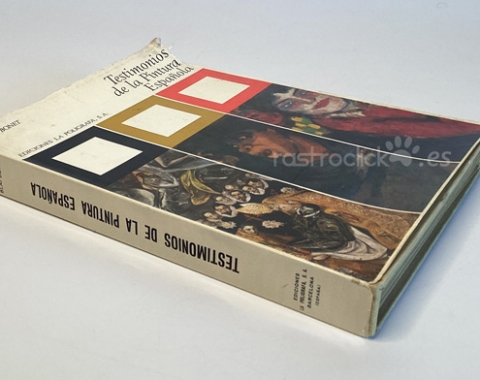 Testimonios
de la Pintura
Española
BONET
EDICIONES LA POLIGRAFA, S. A.
rastroclick.es
TESTIMONIOS DE LA PINTURA ESPAÑOLA
EDICIONES
LA POLIGRAFA, S. A.
BARCELONA
(ESPAÑA)